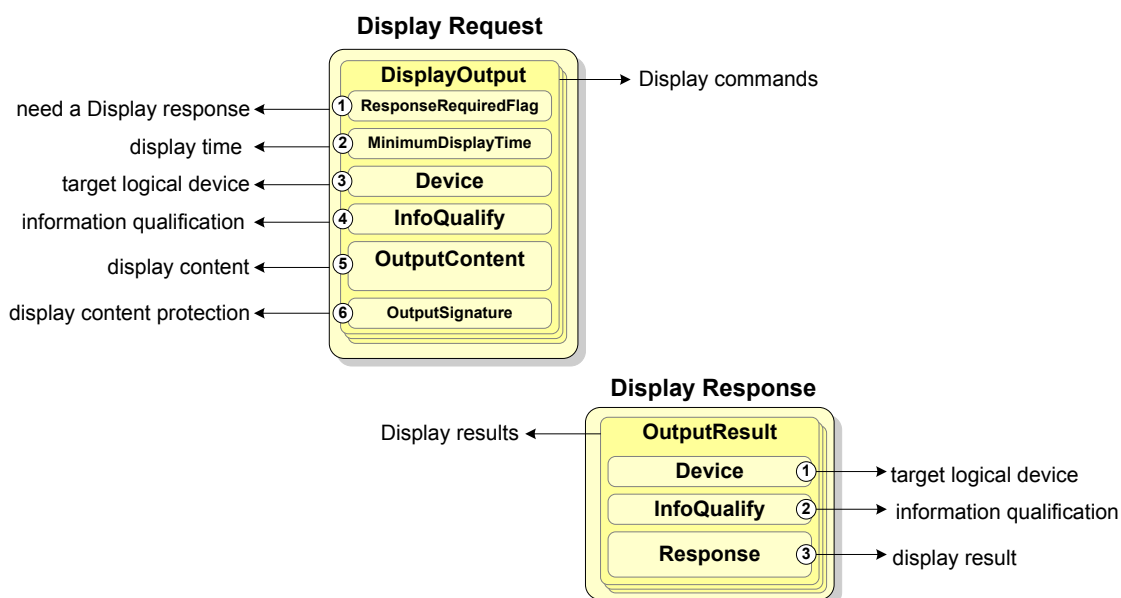 Display Request
DisplayOutput
Display commands
need a Display response
1
ResponseRequiredFlag
display time
2
MinimumDisplayTime
target logical device
3
Device
information qualification
4
InfoQualify
display content
5
OutputContent
display content protection
6
OutputSignature
Display Response
Display results
OutputResult
Device
1
target logical device
InfoQualify
2
information qualification
Response
3
display result